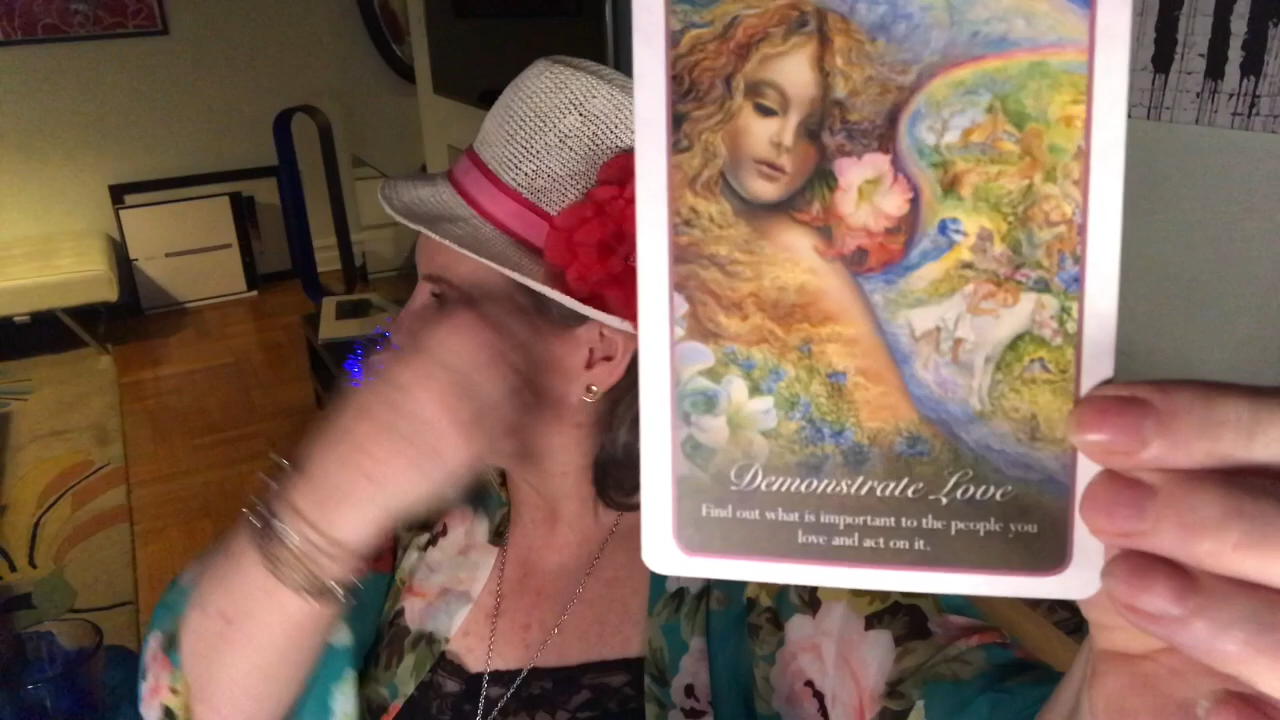 Demonstrate Love
Find out what is important to the people you
love and act on it.